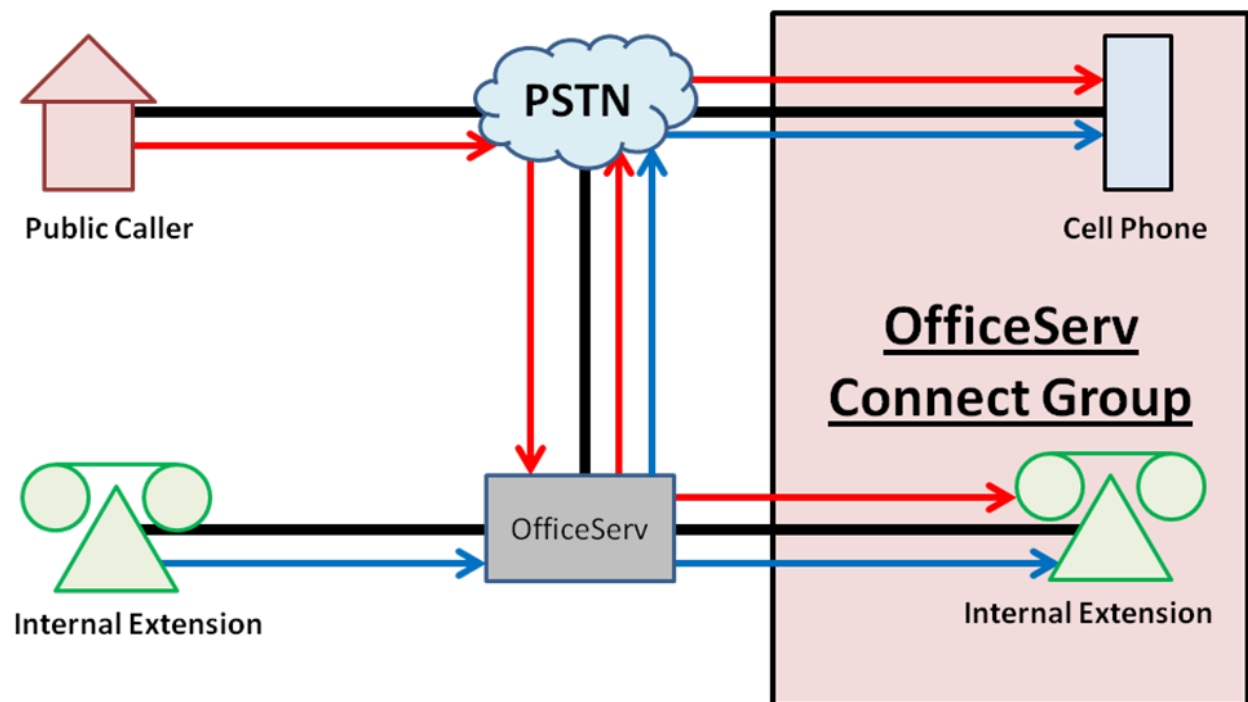 PSTN
Public Caller
Cell Phone
OfficeServ
Connect Group
OfficeServ
Internal Extension
Internal Extension